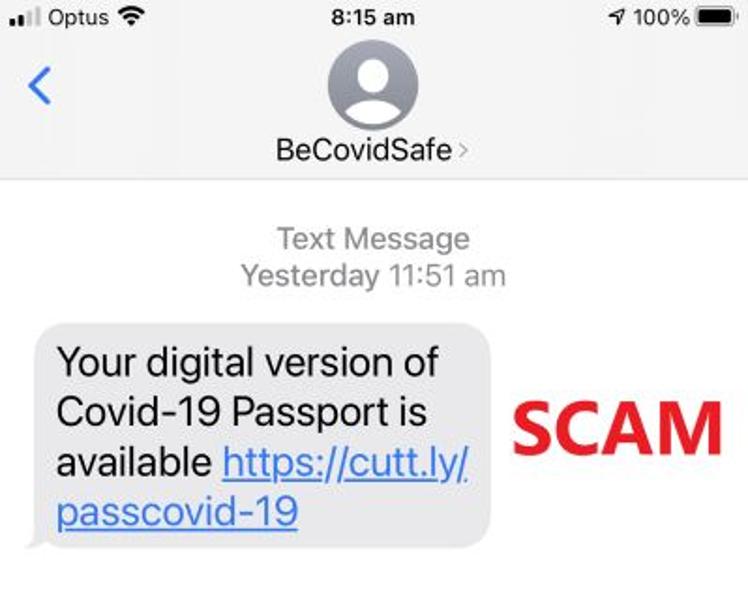 Optus 8:15 am 100%
BeCovidSafe
Text Message
Yesterday 11:51 am
Your digital version of
Covid-19 Passport is
available https://cutt.ly/
passcovid-19
SCAM